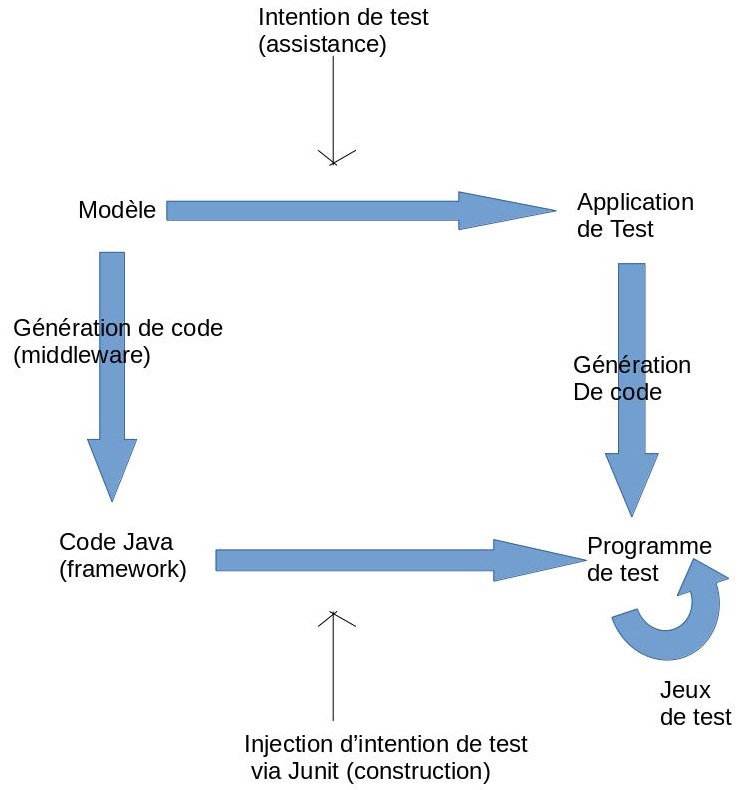 Intention de test
(assistance)
Modèle
Application
de Test
Génération de code
(middleware)
Génération
De code
Code Java
(framework)
Programme
de test
Jeux
de test
Injection d’intention de test
via Junit (construction)